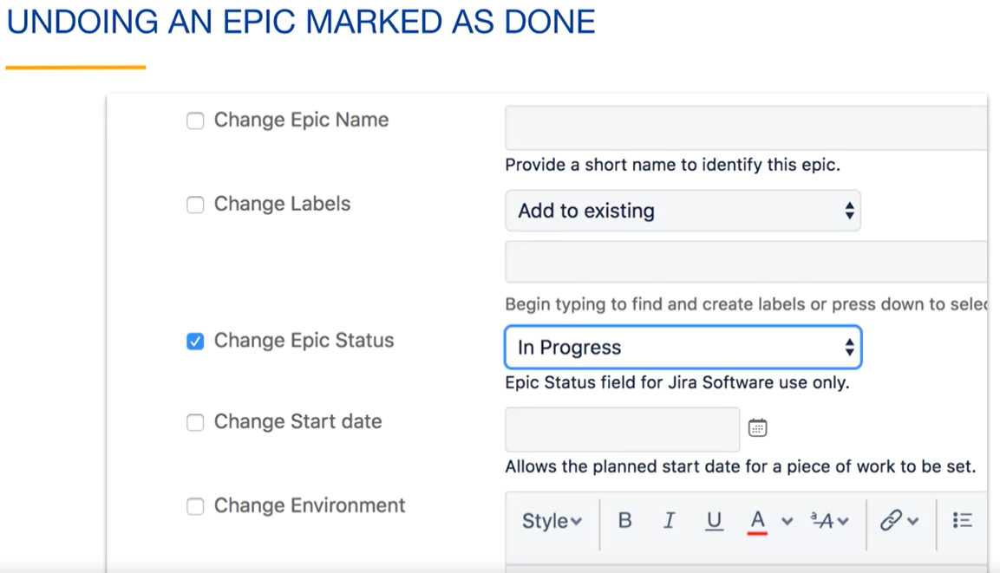 UNDOING AN EPIC MARKED AS DONE
Change Epic Name
Provide a short name to identify this epic.
Change Labels
Add to existing
Begin typing to find and create labels or press down to selec
Change Epic Status
In Progress
Epic Status field for Jira Software use only.
Change Start date
Allows the planned start date for a piece of work to be set.
Change Environment
Style B I U A ªA